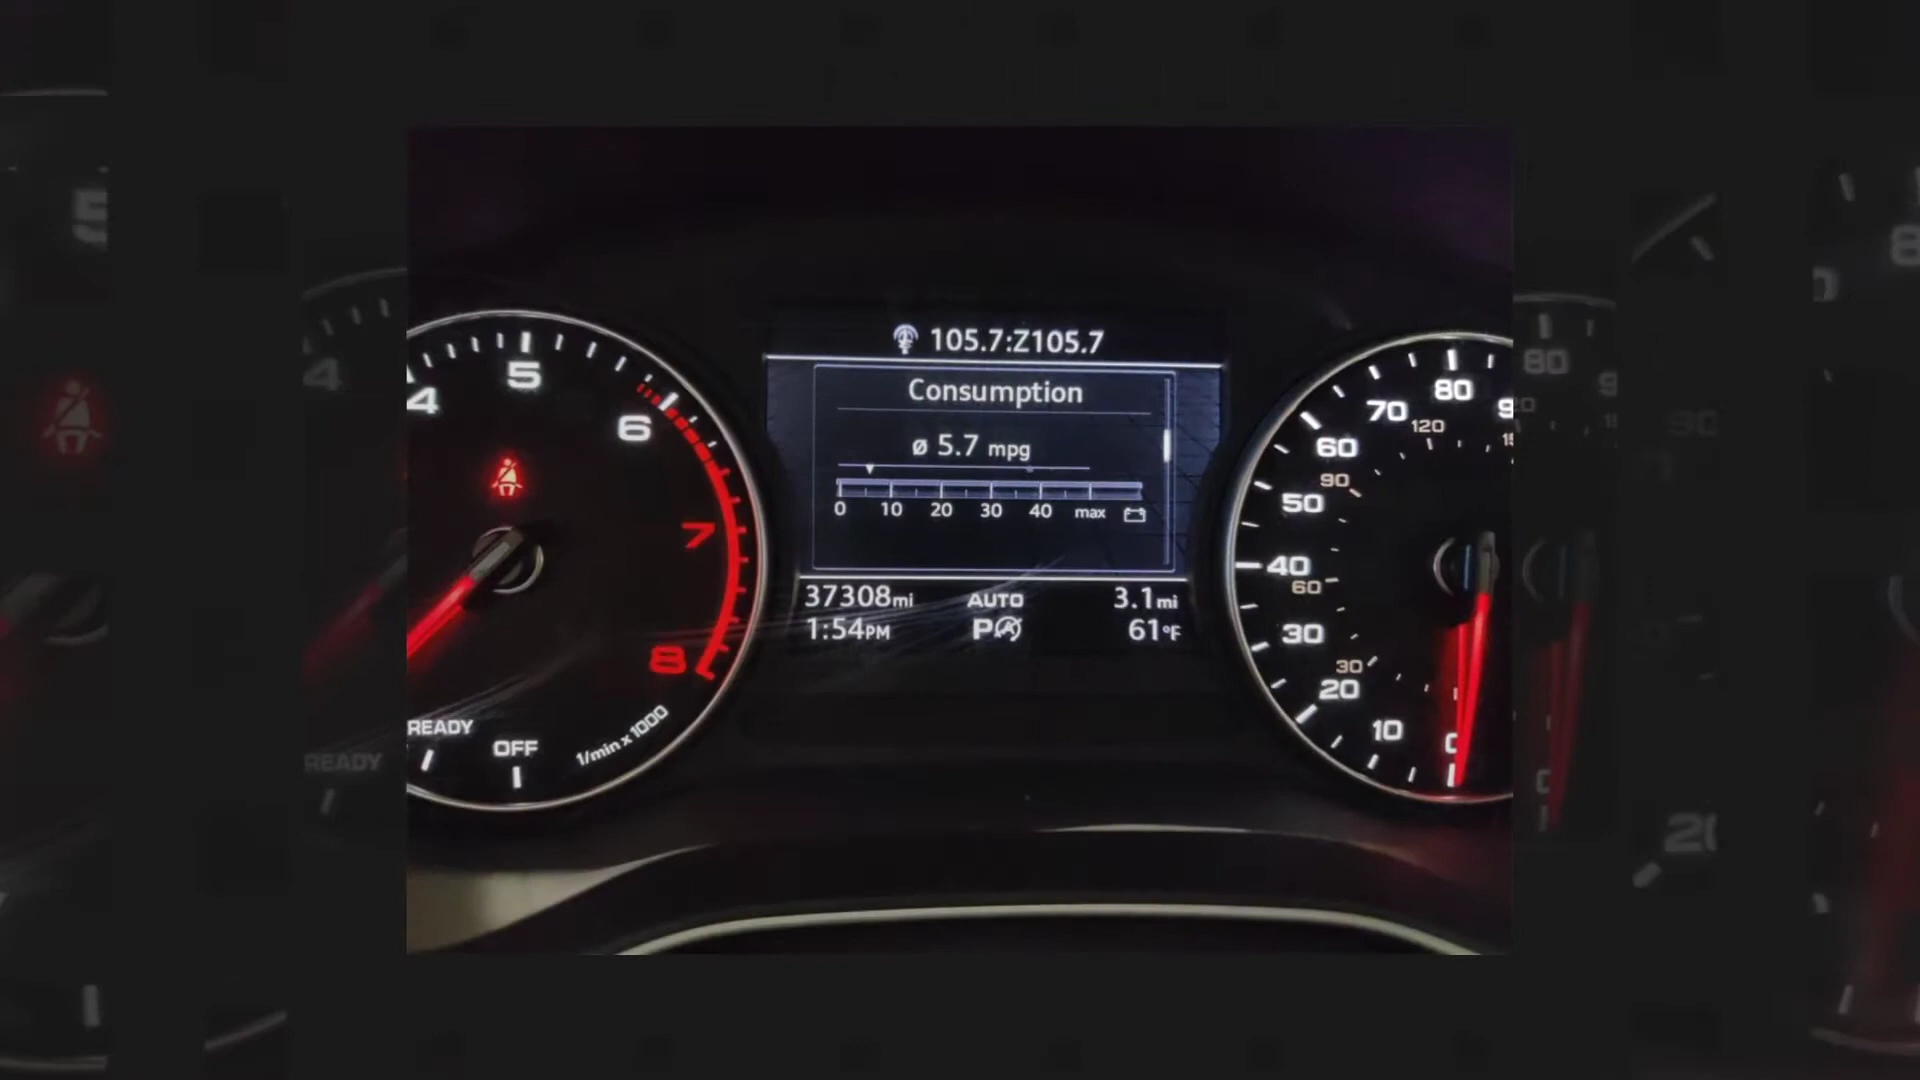 105.7:Z105.7
Consumption
ø 5.7 mpg
0 10 20 30 40 max
37308mi AUTO 3.1mi
1:54PM P 61°F
4 5 6 7 8
READY
OFF
1/min x 1000
0 10 20 30 40 50 60 70 80
30 60 90 120